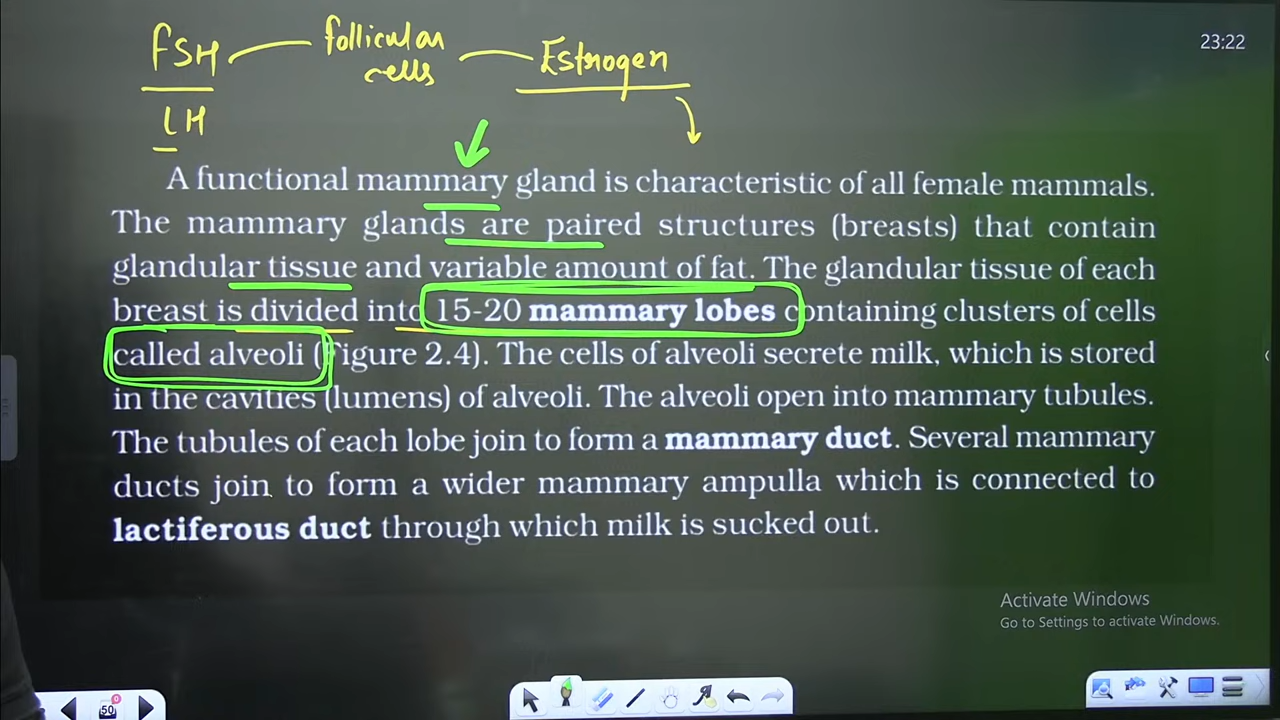 FSH follicular cells Estrogen
LH
23:22
A functional mammary gland is characteristic of all female mammals.
The mammary glands are paired structures (breasts) that contain
glandular tissue and variable amount of fat. The glandular tissue of each
breast is divided into 15-20 mammary lobes containing clusters of cells
called alveoli (Figure 2.4). The cells of alveoli secrete milk, which is stored
in the cavities (lumens) of alveoli. The alveoli open into mammary tubules.
The tubules of each lobe join to form a mammary duct. Several mammary
ducts join to form a wider mammary ampulla which is connected to
lactiferous duct through which milk is sucked out.
Activate Windows
Go to Settings to activate Windows.
50
0